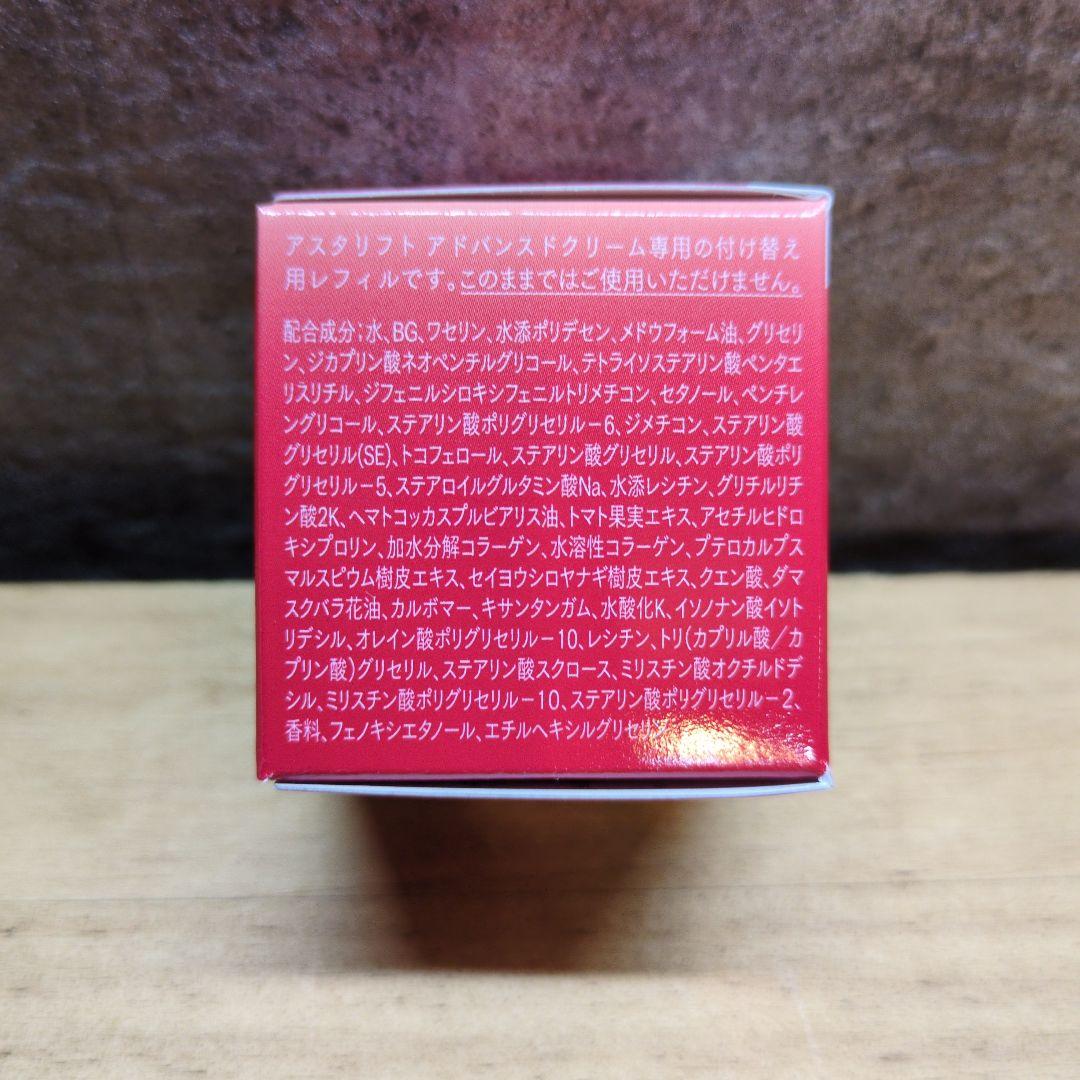 アスタリフト アドバンスドクリーム専用の付け替え
用レフィルです。このままではご使用いただけません。
配合成分；水、BG、ワセリン、水添ポリデセン、メドウフォーム油、グリセリ
ン、ジカプリン酸ネオペンチルグリコール、テトライソステアリン酸ペンタエ
リスリチル、ジフェニルシロキシフェニルトリメチコン、セタノール、ペンチレ
ングリコール、ステアリン酸ポリグリセリル－6、ジメチコン、ステアリン酸
グリセリル(SE)、トコフェロール、ステアリン酸グリセリル、ステアリン酸ポリ
グリセリル－5、ステアロイルグルタミン酸Na、水添レシチン、グリチルリチ
ン酸2K、ヘマトコッカスプルビアリス油、トマト果実エキス、アセチルヒドロ
キシプロリン、加水分解コラーゲン、水溶性コラーゲン、プテロカルプス
マルスピウム樹皮エキス、セイヨウシロヤナギ樹皮エキス、クエン酸、ダマ
スクバラ花油、カルボマー、キサンタンガム、水酸化K、イソノナン酸イソト
リデシル、オレイン酸ポリグリセリル－10、レシチン、トリ(カプリル酸／カ
プリン酸)グリセリル、ステアリン酸スクロース、ミリスチン酸オクチルドデ
シル、ミリスチン酸ポリグリセリル－10、ステアリン酸ポリグリセリル－2、
香料、フェノキシエタノール、エチルヘキシルグリセリ